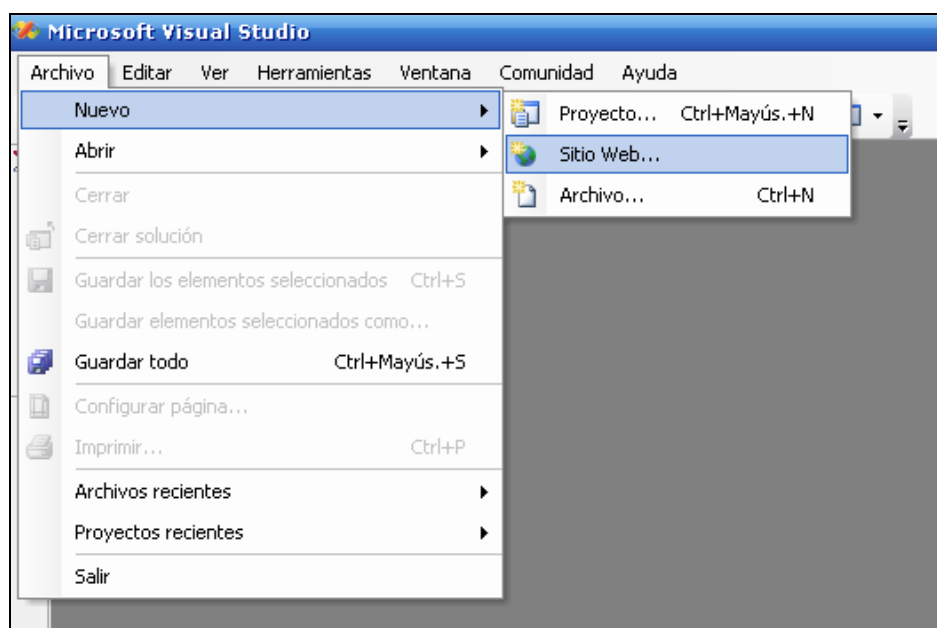 Microsoft Visual Studio
Archivo Editar Ver Herramientas Ventana Comunidad Ayuda
Nuevo
Proyecto... Ctrl+Mayús.+N
Abrir
Sitio Web...
Cerrar
Archivo... Ctrl+N
Cerrar solución
Guardar los elementos seleccionados Ctrl+S
Guardar elementos seleccionados como...
Guardar todo Ctrl+Mayús.+S
Configurar página...
Imprimir... Ctrl+P
Archivos recientes
Proyectos recientes
Salir